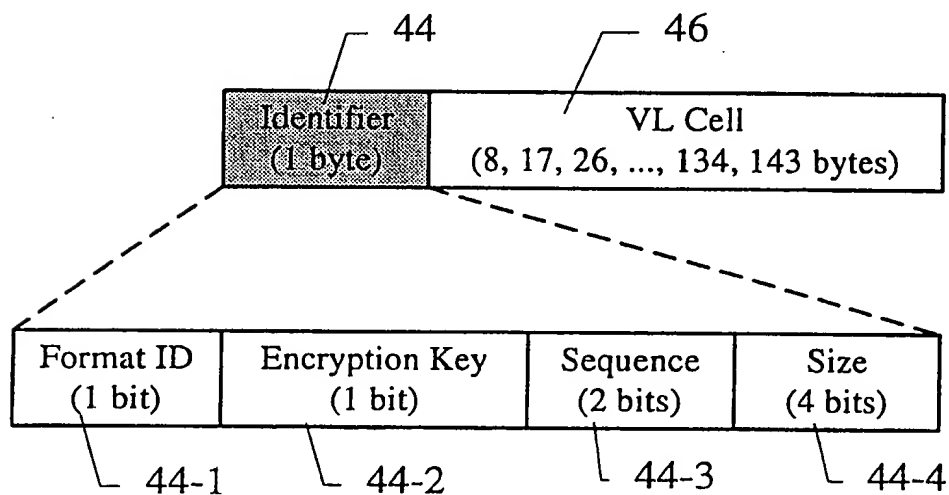 44
46
Identifier
(1 byte)
VL Cell
(8, 17, 26, ..., 134, 143 bytes)
Format ID
(1 bit)
Encryption Key
(1 bit)
Sequence
(2 bits)
Size
(4 bits)
44-1
44-2
44-3
44-4